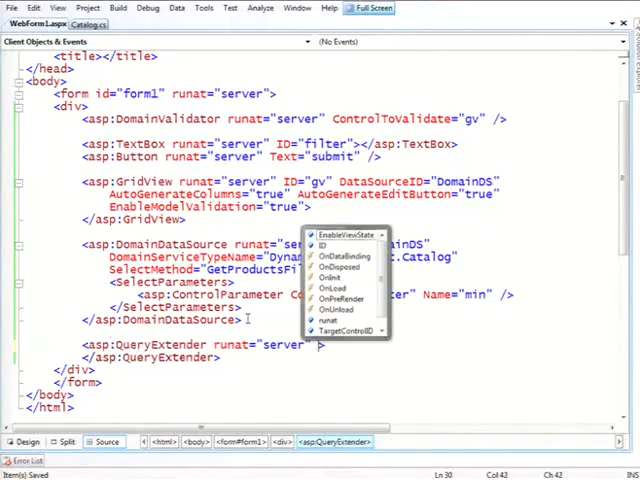 File Edit View Refactor Project Build Debug Data Tools Test Analyze Window Help Full Screen
WebForm1.aspx Catalog.cs
Client Objects & Events (No Events)
<title></title>
</head>
<body>
<form id="form1" runat="server">
<div>
<asp:DomainValidator runat="server" ControlToValidate="gv" />
<asp:TextBox runat="server" ID="filter"></asp:TextBox>
<asp:Button runat="server" Text="submit" />
<asp:GridView runat="server" ID="gv" DataSourceID="DomainDS"
AutoGenerateColumns="true" AutoGenerateEditButton="true"
EnableModelValidation="true">
</asp:GridView>
<asp:DomainDataSource runat="se mainDS"
DomainServiceTypeName="Dyna t.Catalog"
SelectMethod="GetProductsFi
<SelectParameters>
<asp:ControlParameter Co ter" Name="min" />
</SelectParameters>
</asp:DomainDataSource>
<asp:QueryExtender runat="server" >
</asp:QueryExtender>
</div>
</form>
</body>
</html>
EnableViewState
ID
OnDataBinding
OnDisposed
OnInit
OnLoad
OnPreRender
OnUnload
runat
TargetControlID
Design Split Source <html> <body> <form#form1> <div> <asp:QueryExtender>
Error List
Item(s) Saved Ln 30 Col 42 Ch 42 INS